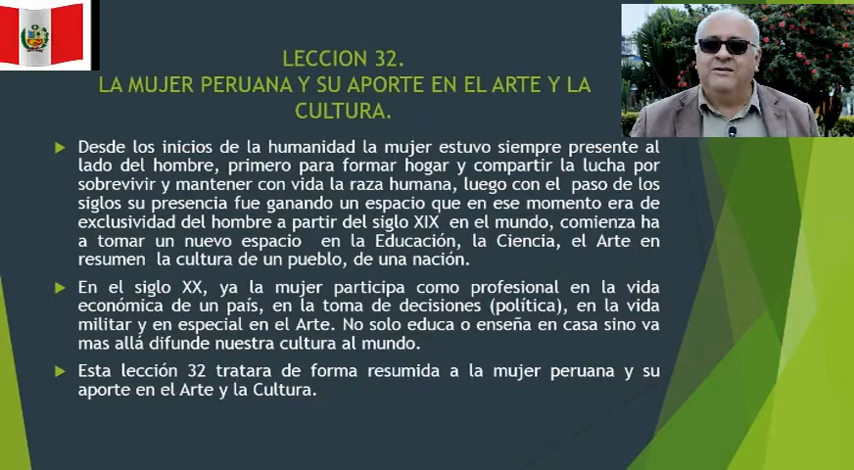 LECCION 32.
LA MUJER PERUANA Y SU APORTE EN EL ARTE Y LA
CULTURA.
Desde los inicios de la humanidad la mujer estuvo siempre presente al
lado del hombre, primero para formar hogar y compartir la lucha por
sobrevivir y mantener con vida la raza humana, luego con el paso de los
siglos su presencia fue ganando un espacio que en ese momento era de
exclusividad del hombre a partir del siglo XIX en el mundo, comienza ha
a tomar un nuevo espacio en la Educación, la Ciencia, el Arte en
resumen la cultura de un pueblo, de una nación.
En el siglo XX, ya la mujer participa como profesional en la vida
económica de un país, en la toma de decisiones (política), en la vida
militar y en especial en el Arte. No solo educa o enseña en casa sino va
mas allá difunde nuestra cultura al mundo.
Esta lección 32 tratara de forma resumida a la mujer peruana y su
aporte en el Arte y la Cultura.